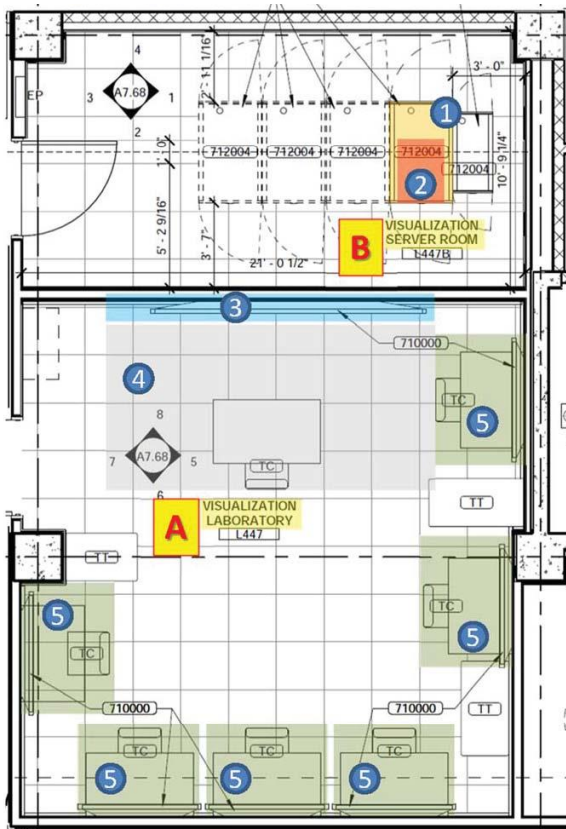 4
EP
3
A7.68
1
2
2' - 11 1/16"
3' - 0"
1
712004
712004
712004
712004
712004
2
1' - 0"
10' - 9 1/4"
5' - 2 9/16"
3' - 7"
B
VISUALIZATION
SERVER ROOM
L447B
21' - 0 1/2"
3
710000
4
TC
5
8
7
A7.68
5
TC
6
TT
A
VISUALIZATION
LABORATORY
L447
TT
5
TC
TC
5
710000
710000
TT
TC
TC
TC
5
5
5